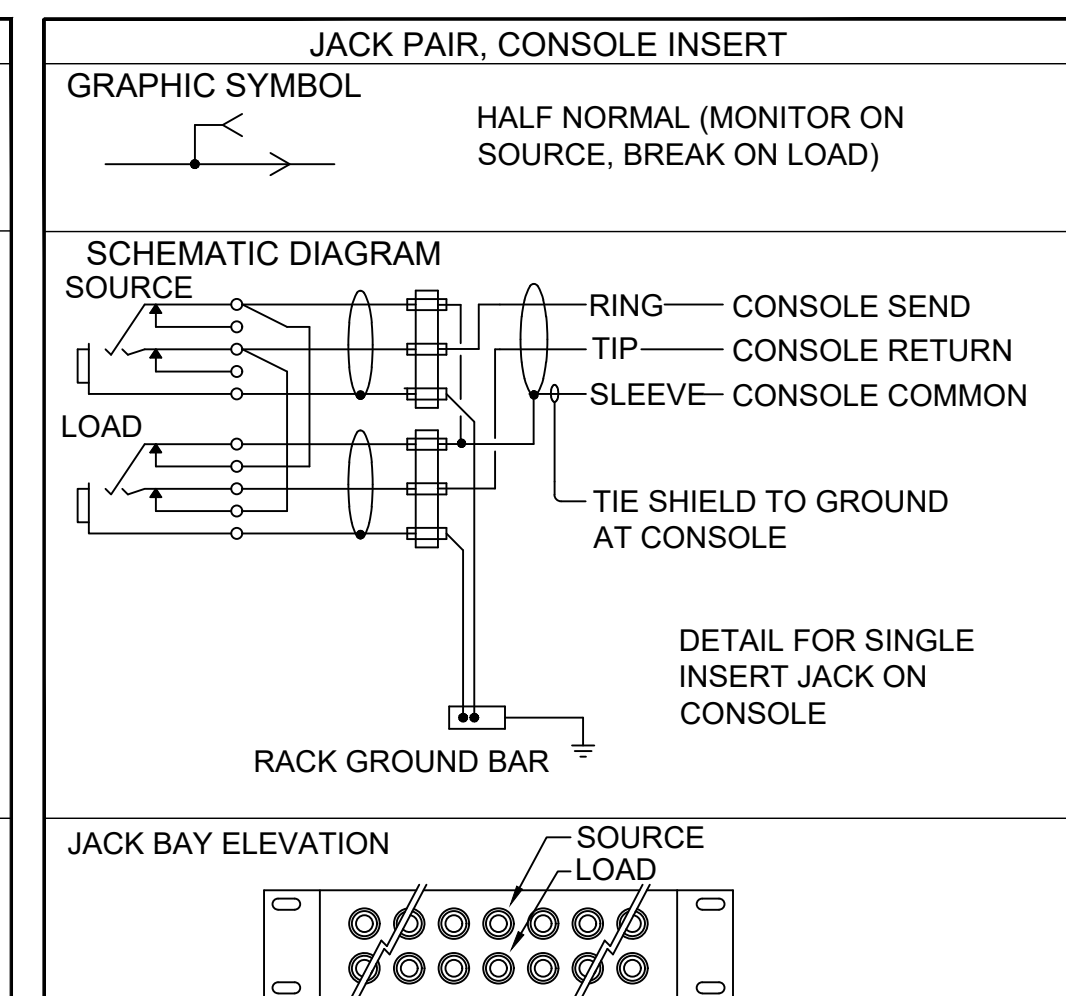 JACK PAIR, CONSOLE INSERT
GRAPHIC SYMBOL
HALF NORMAL (MONITOR ON
SOURCE, BREAK ON LOAD)
SCHEMATIC DIAGRAM
SOURCE
RING CONSOLE SEND
TIP CONSOLE RETURN
SLEEVE CONSOLE COMMON
LOAD
TIE SHIELD TO GROUND
AT CONSOLE
DETAIL FOR SINGLE
INSERT JACK ON
CONSOLE
RACK GROUND BAR
JACK BAY ELEVATION
SOURCE
LOAD